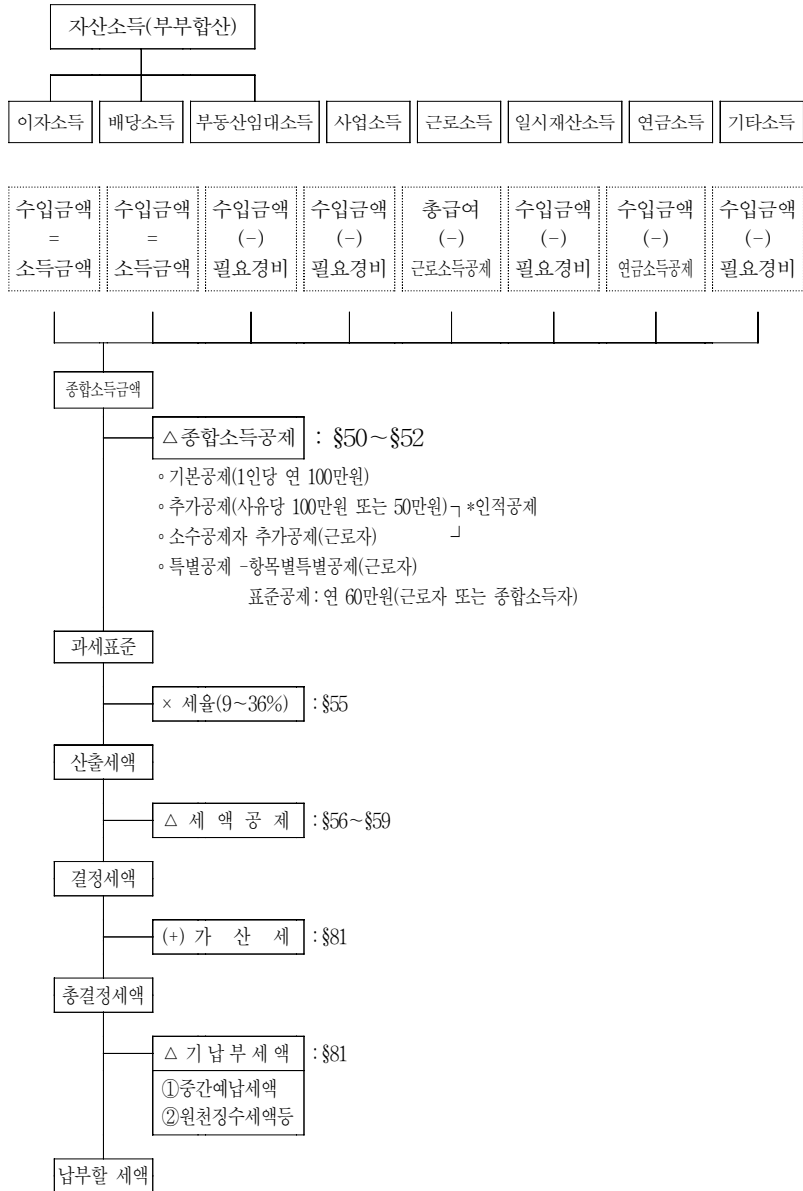 자산소득(부부합산)
이자소득 배당소득 부동산임대소득 사업소득 근로소득 일시재산소득 연금소득 기타소득
수입금액 수입금액 수입금액 수입금액 총급여 수입금액 수입금액 수입금액
= = (-) (-) (-) (-) (-) (-)
소득금액 소득금액 필요경비 필요경비 근로소득공제 필요경비 연금소득공제 필요경비
종합소득금액
△종합소득공제 : §50~§52
∘기본공제(1인당 연 100만원)
∘추가공제(사유당 100만원 또는 50만원)┐*인적공제
∘소수공제자 추가공제(근로자) ┘
∘특별공제 -항목별특별공제(근로자)
표준공제:연 60만원(근로자 또는 종합소득자)
과세표준
× 세율(9~36%) :§55
산출세액
△ 세 액 공 제 :§56~§59
결정세액
(+) 가 산 세 :§81
총결정세액
△ 기 납 부 세 액 :§81
①중간예납세액
②원천징수세액등
납부할 세액